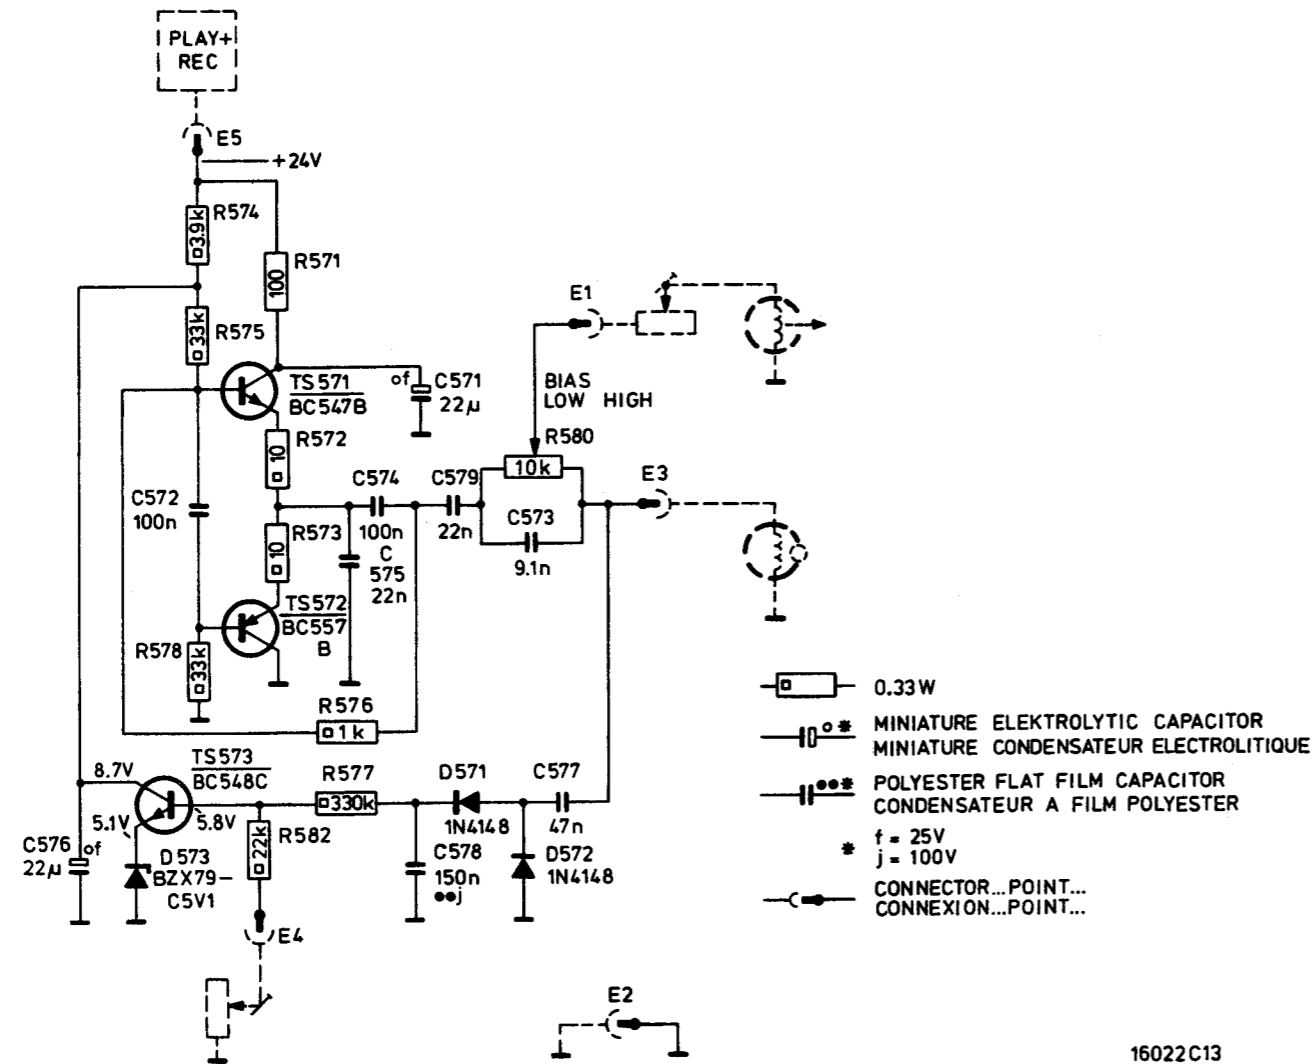 PLAY+
REC
E5
+24V
R574
3.9k
R571
100
R575
33k
E1
TS571
BC547B
of
C571
22µ
BIAS
LOW HIGH
R572
10
R580
10k
E3
C572
100n
C574
100n
C579
22n
C573
9.1n
R573
10
C
575
22n
TS572
BC557
B
R578
33k
R576
1k
0.33W
o *
MINIATURE ELEKTROLYTIC CAPACITOR
MINIATURE CONDENSATEUR ELECTROLITIQUE
●●*
POLYESTER FLAT FILM CAPACITOR
CONDENSATEUR A FILM POLYESTER
* f = 25V
j = 100V
CONNECTOR...POINT...
CONNEXION...POINT...
8.7V
TS573
BC548C
R577
330k
D571
1N4148
C577
47n
5.1V
5.8V
R582
22k
C576
22µ
of
D573
BZX79-
C5V1
C578
150n
●●j
D572
1N4148
E4
E2
16022C13